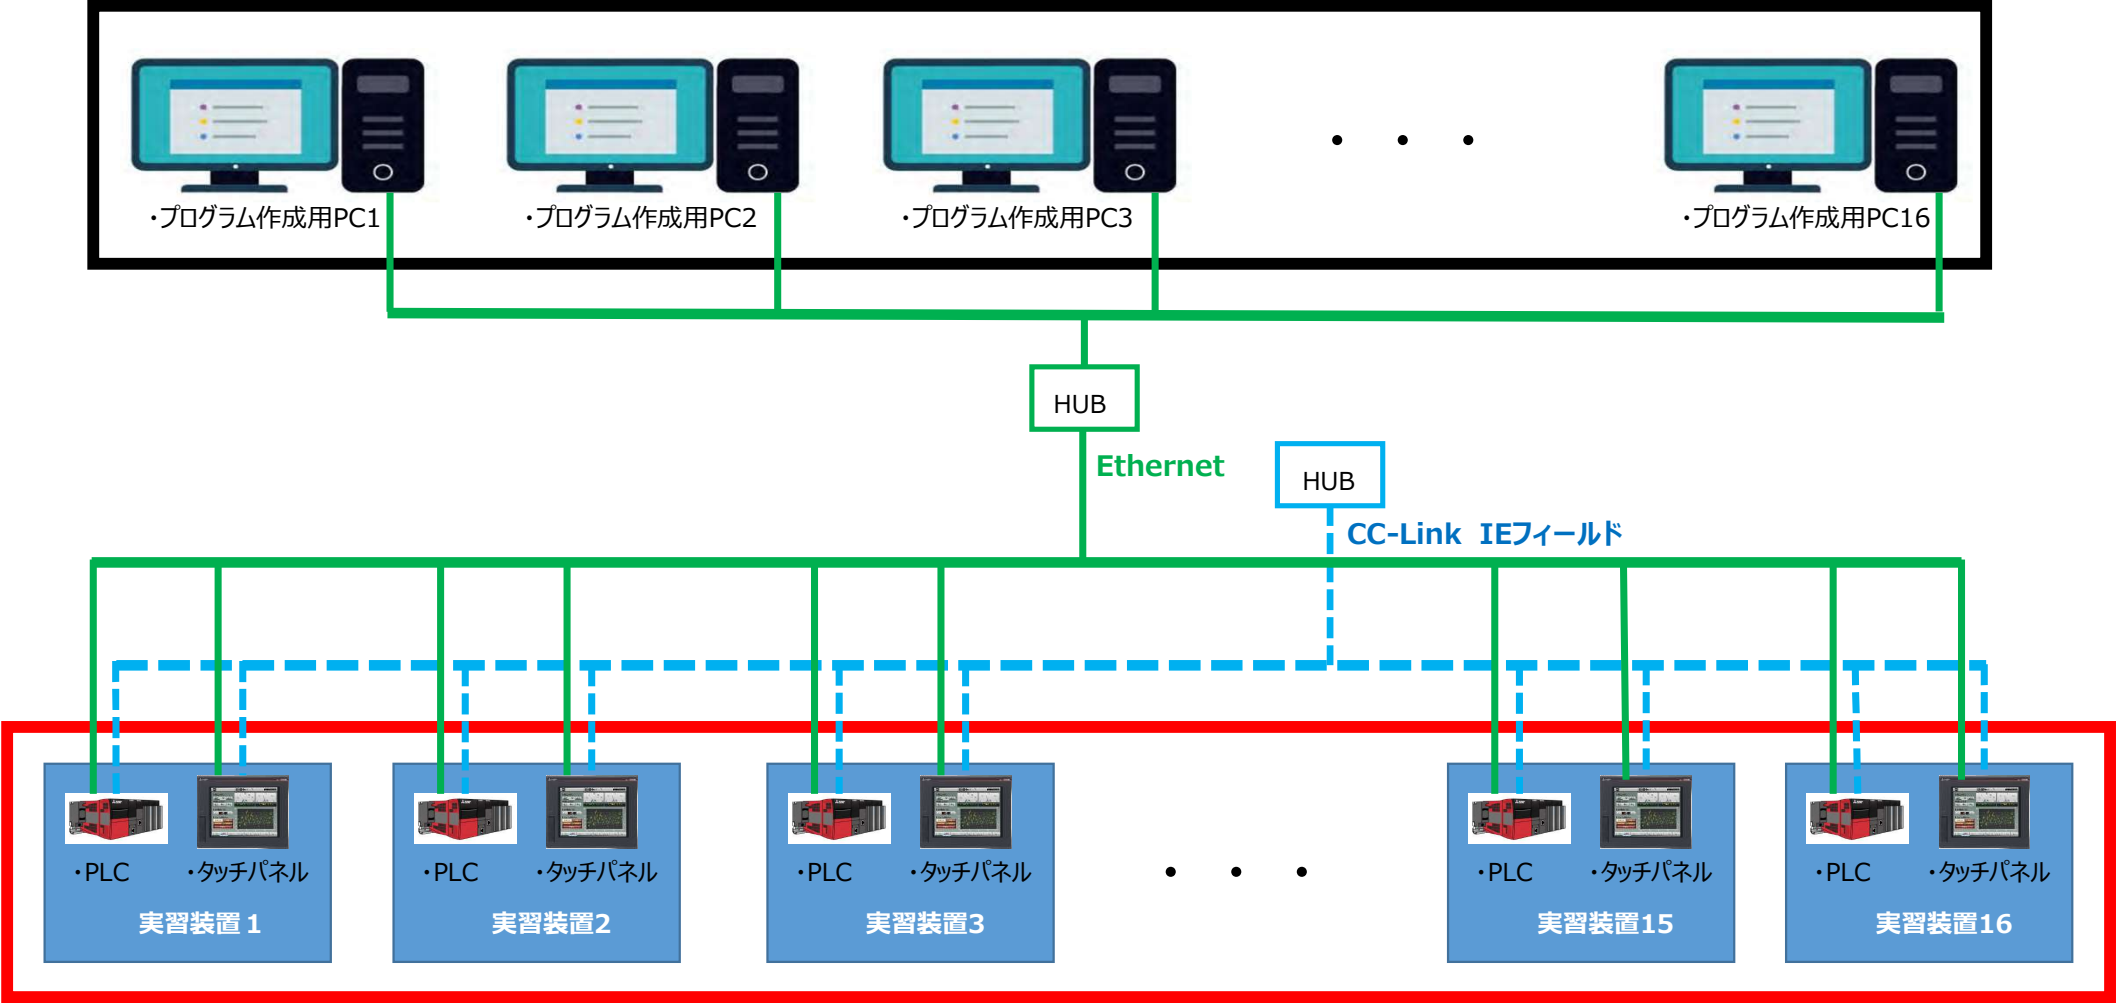 ・プログラム作成用PC1
・プログラム作成用PC2
・プログラム作成用PC3
・プログラム作成用PC16
HUB
Ethernet
HUB
CC-Link IEフィールド
・PLC
・タッチパネル
実習装置1
・PLC
・タッチパネル
実習装置2
・PLC
・タッチパネル
実習装置3
・PLC
・タッチパネル
実習装置15
・PLC
・タッチパネル
実習装置16